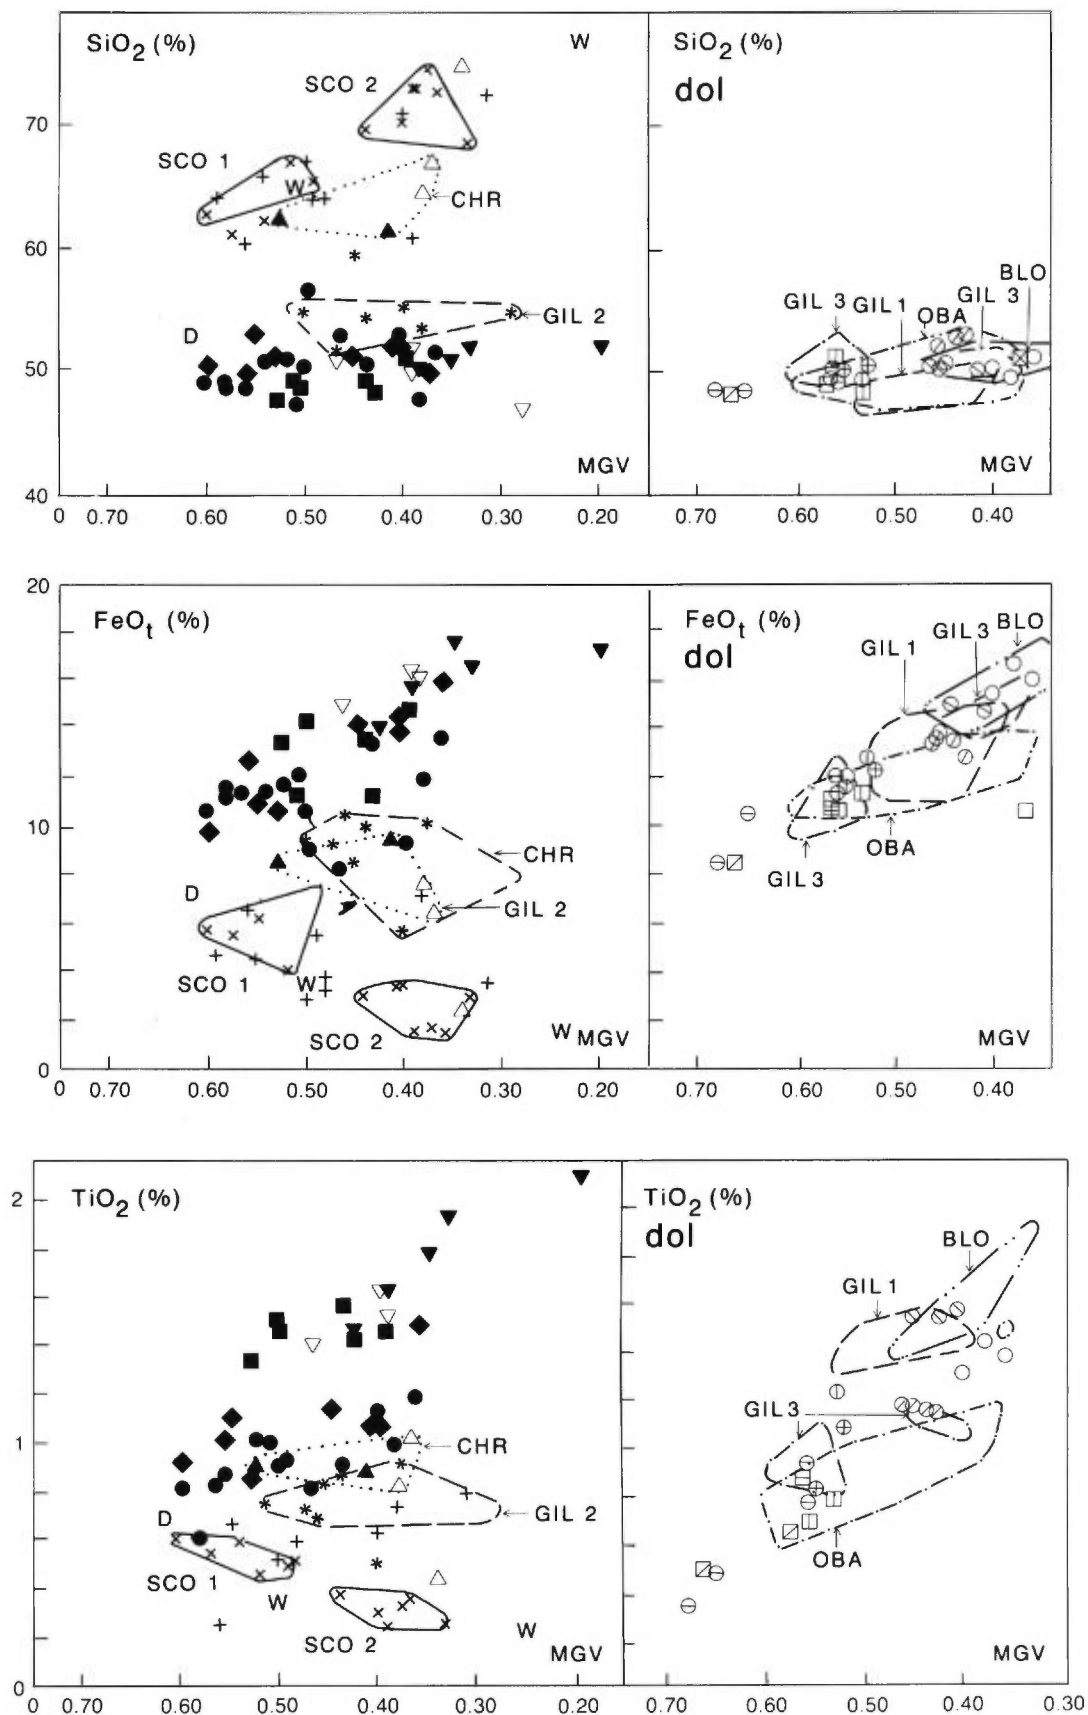 SiO2 (%)
W
SCO 2
70
SCO 1
W
CHR
60
D
GIL 2
50
MGV
40
0 0.70 0.60 0.50 0.40 0.30 0.20
SiO2 (%)
dol
BLO
GIL 3 GIL 1 OBA GIL 3
MGV
0.70 0.60 0.50 0.40
20
FeOt (%)
10
CHR
D
GIL 2
SCO 1 W
SCO 2
W MGV
0
0 0.70 0.60 0.50 0.40 0.30 0.20
FeOt (%)
dol
GIL 1 GIL 3 BLO
OBA
GIL 3
MGV
0.70 0.60 0.50 0.40
2
TiO2 (%)
1
CHR
D
GIL 2
SCO 1
W
SCO 2
W
MGV
0
0 0.70 0.60 0.50 0.40 0.30 0.20
TiO2 (%)
dol
BLO
GIL 1
GIL 3
OBA
MGV
0.70 0.60 0.50 0.40 0.30